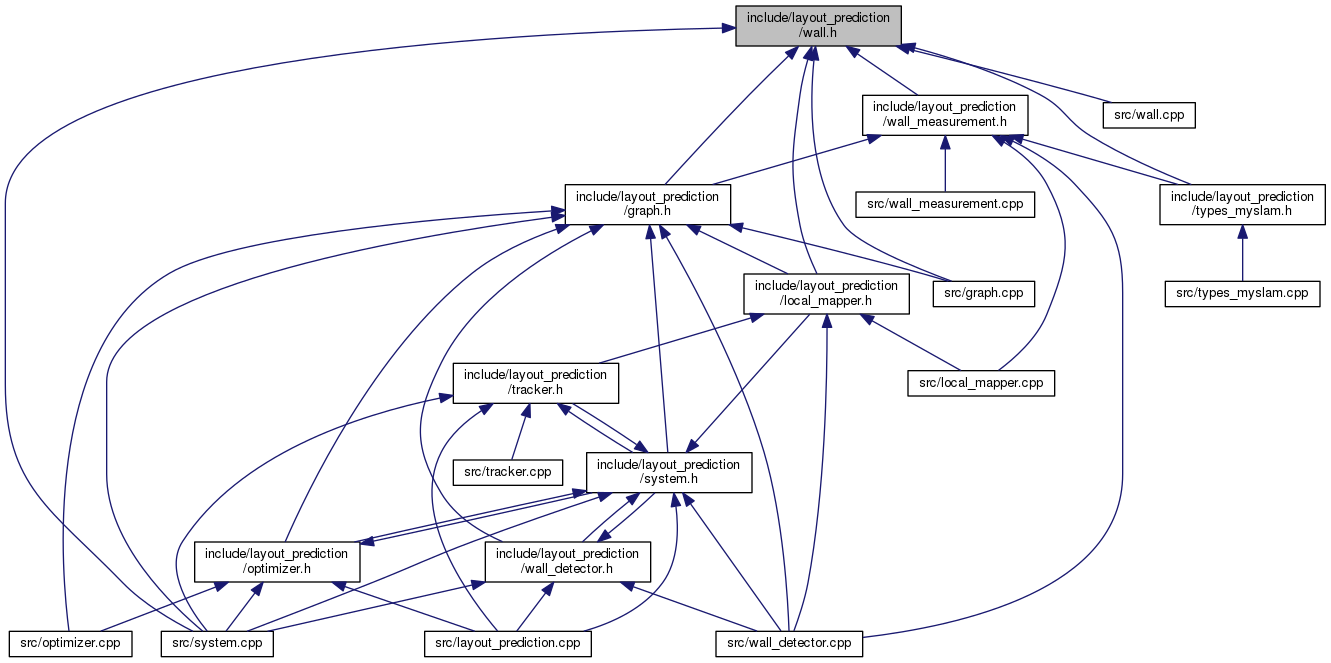 include/layout_prediction
/wall.h
include/layout_prediction
/wall_measurement.h
src/wall.cpp
include/layout_prediction
/graph.h
src/wall_measurement.cpp
include/layout_prediction
/types_myslam.h
include/layout_prediction
/local_mapper.h
src/graph.cpp
src/types_myslam.cpp
include/layout_prediction
/tracker.h
src/local_mapper.cpp
src/tracker.cpp
include/layout_prediction
/system.h
include/layout_prediction
/optimizer.h
include/layout_prediction
/wall_detector.h
src/optimizer.cpp
src/system.cpp
src/layout_prediction.cpp
src/wall_detector.cpp